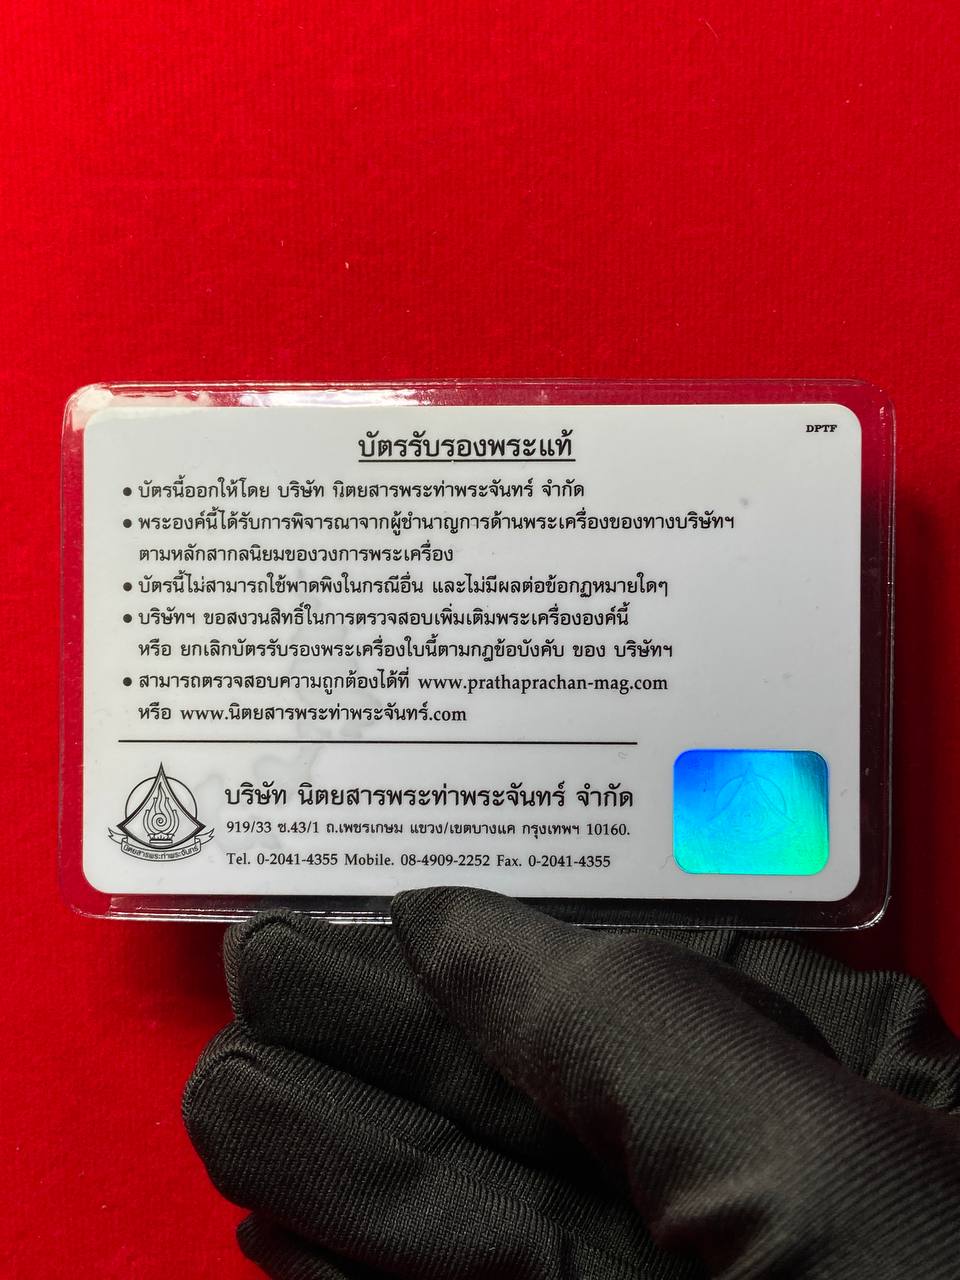 DPTF
บัตรรับรองพระแท้
● บัตรนี้ออกให้โดย บริษัท นิตยสารพระท่าพระจันทร์ จำกัด
● พระองค์นี้ได้รับการพิจารณาจากผู้ชำนาญการด้านพระเครื่องของทางบริษัทฯ
ตามหลักสากลนิยมของวงการพระเครื่อง
● บัตรนี้ไม่สามารถใช้พาดพิงในกรณีอื่น และไม่มีผลต่อข้อกฏหมายใดๆ
● บริษัทฯ ขอสงวนสิทธิ์ในการตรวจสอบเพิ่มเติมพระเครื่ององค์นี้
หรือ ยกเลิกบัตรรับรองพระเครื่องใบนี้ตามกฎข้อบังคับ ของ บริษัทฯ
● สามารถตรวจสอบความถูกต้องได้ที่ www.prathaprachan-mag.com
หรือ www.นิตยสารพระท่าพระจันทร์.com
บริษัท นิตยสารพระท่าพระจันทร์ จำกัด
919/33 ซ.43/1 ถ.เพชรเกษม แขวง/เขตบางแค กรุงเทพฯ 10160.
Tel. 0-2041-4355 Mobile. 08-4909-2252 Fax. 0-2041-4355
นิตยสารพระท่าพระจันทร์